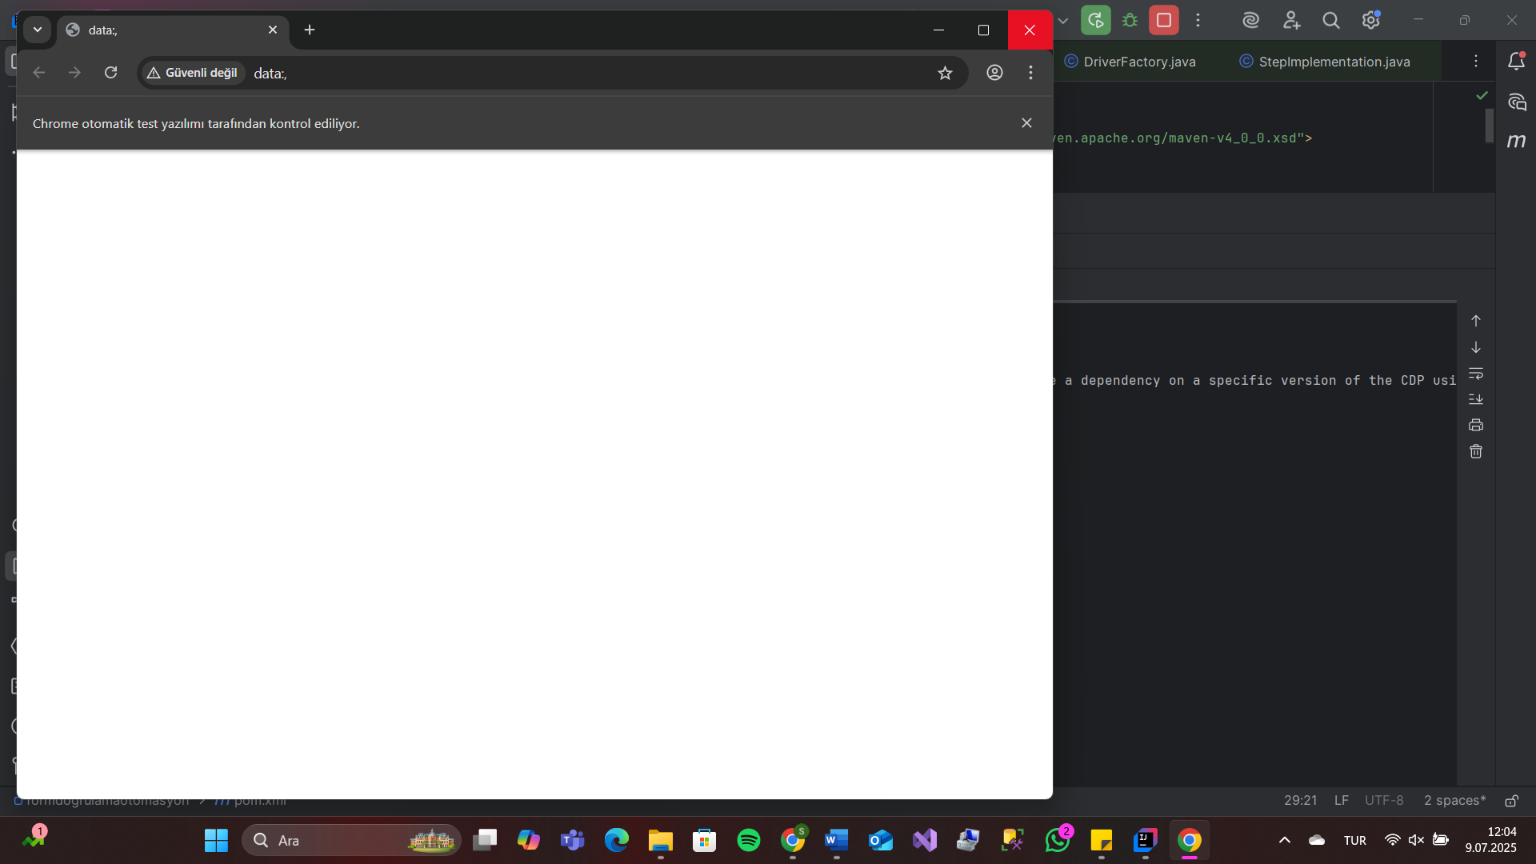 data:,
Güvenli değil
data:,
Chrome otomatik test yazılımı tarafından kontrol ediliyor.
DriverFactory.java
StepImplementation.java
ven.apache.org/maven-v4_0_0.xsd">
e a dependency on a specific version of the CDP usi
m
formdogrulamaotomasyon > m pom.xml
29:21 LF UTF-8 2 spaces*
1
Ara
S
2
TUR
12:04
9.07.2025